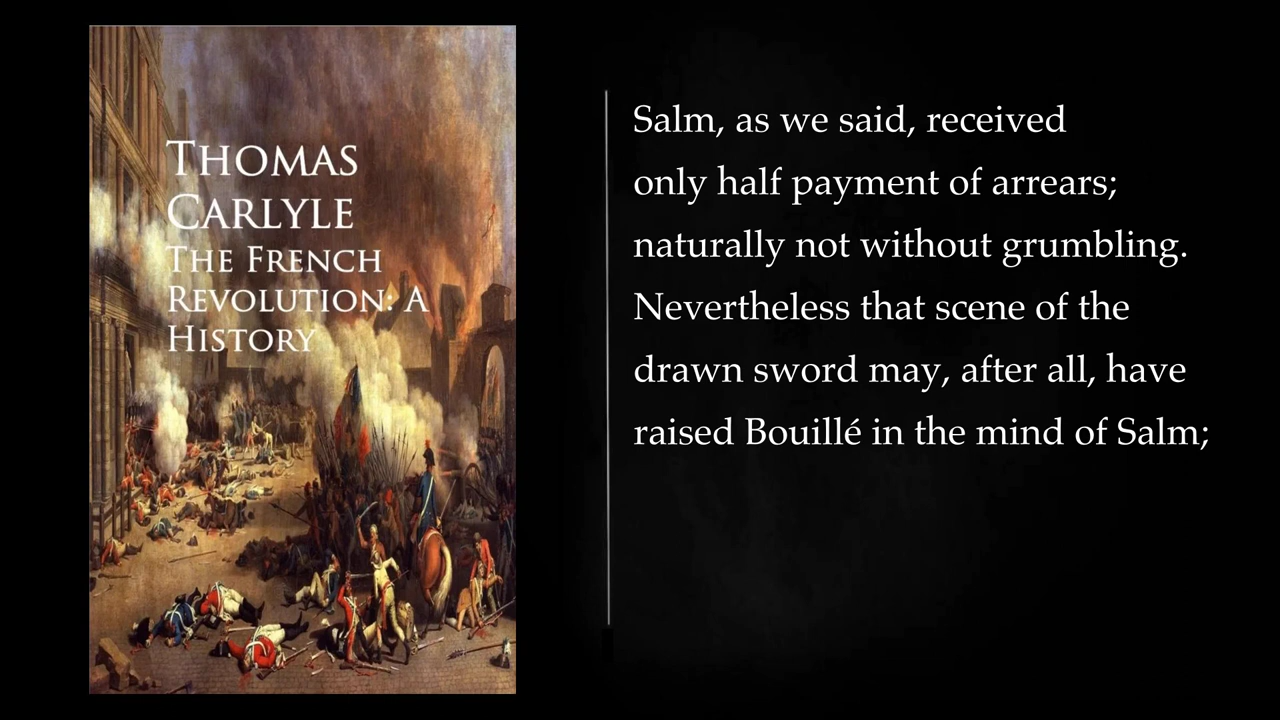 THOMAS
CARLYLE
THE FRENCH
REVOLUTION: A
HISTORY
Salm, as we said, received
only half payment of arrears;
naturally not without grumbling.
Nevertheless that scene of the
drawn sword may, after all, have
raised Bouillé in the mind of Salm;